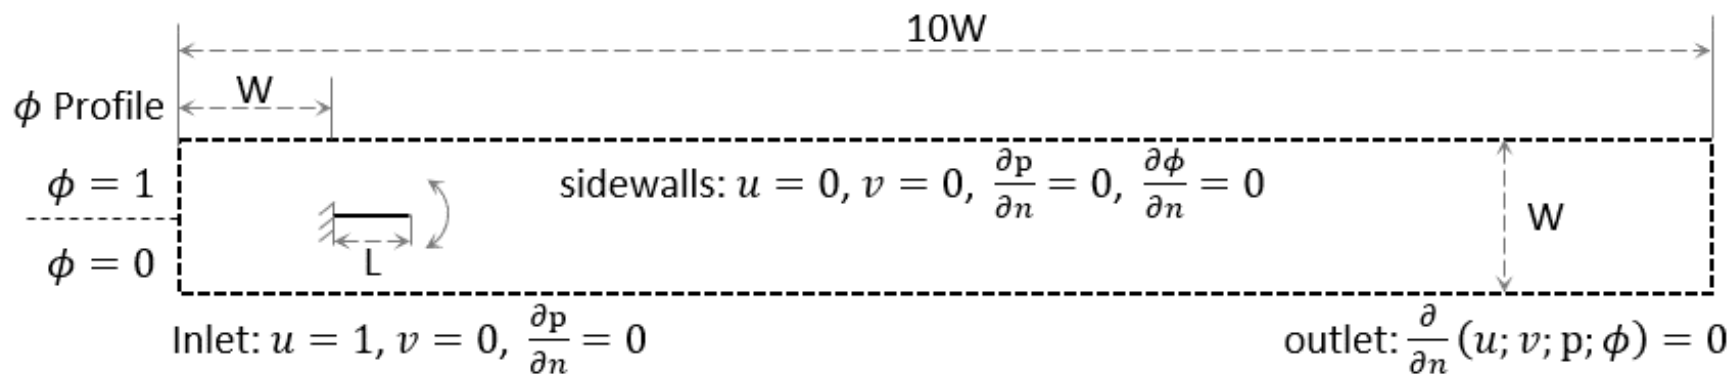 10W
W
ϕ Profile
ϕ = 1
sidewalls: u = 0, v = 0, ∂p/∂n = 0, ∂ϕ/∂n = 0
W
ϕ = 0
L
Inlet: u = 1, v = 0, ∂p/∂n = 0
outlet: ∂/∂n (u; v; p; ϕ) = 0